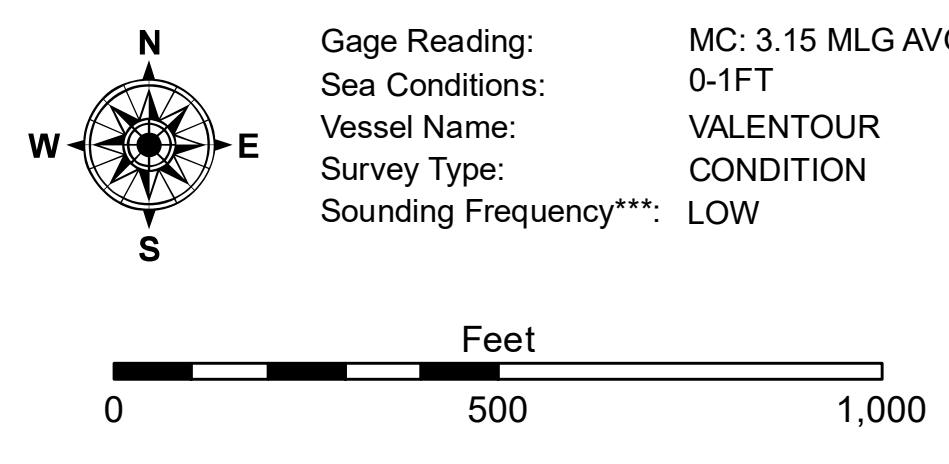 N
W E
S
Gage Reading: MC: 3.15 MLG
Sea Conditions: 0-1FT
Vessel Name: VALENTOUR
Survey Type: CONDITION
Sounding Frequency***: LOW
Feet
0 500 1,000